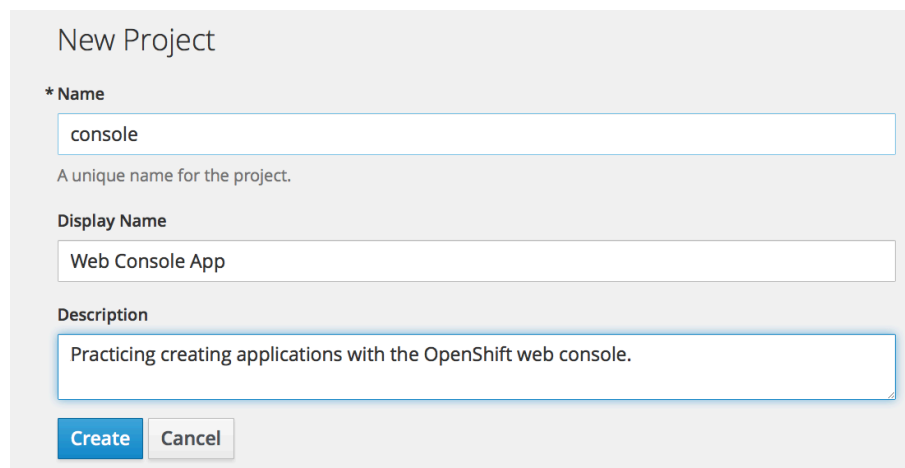 New Project
* Name
console
A unique name for the project.
Display Name
Web Console App
Description
Practicing creating applications with the OpenShift web console.
Create Cancel